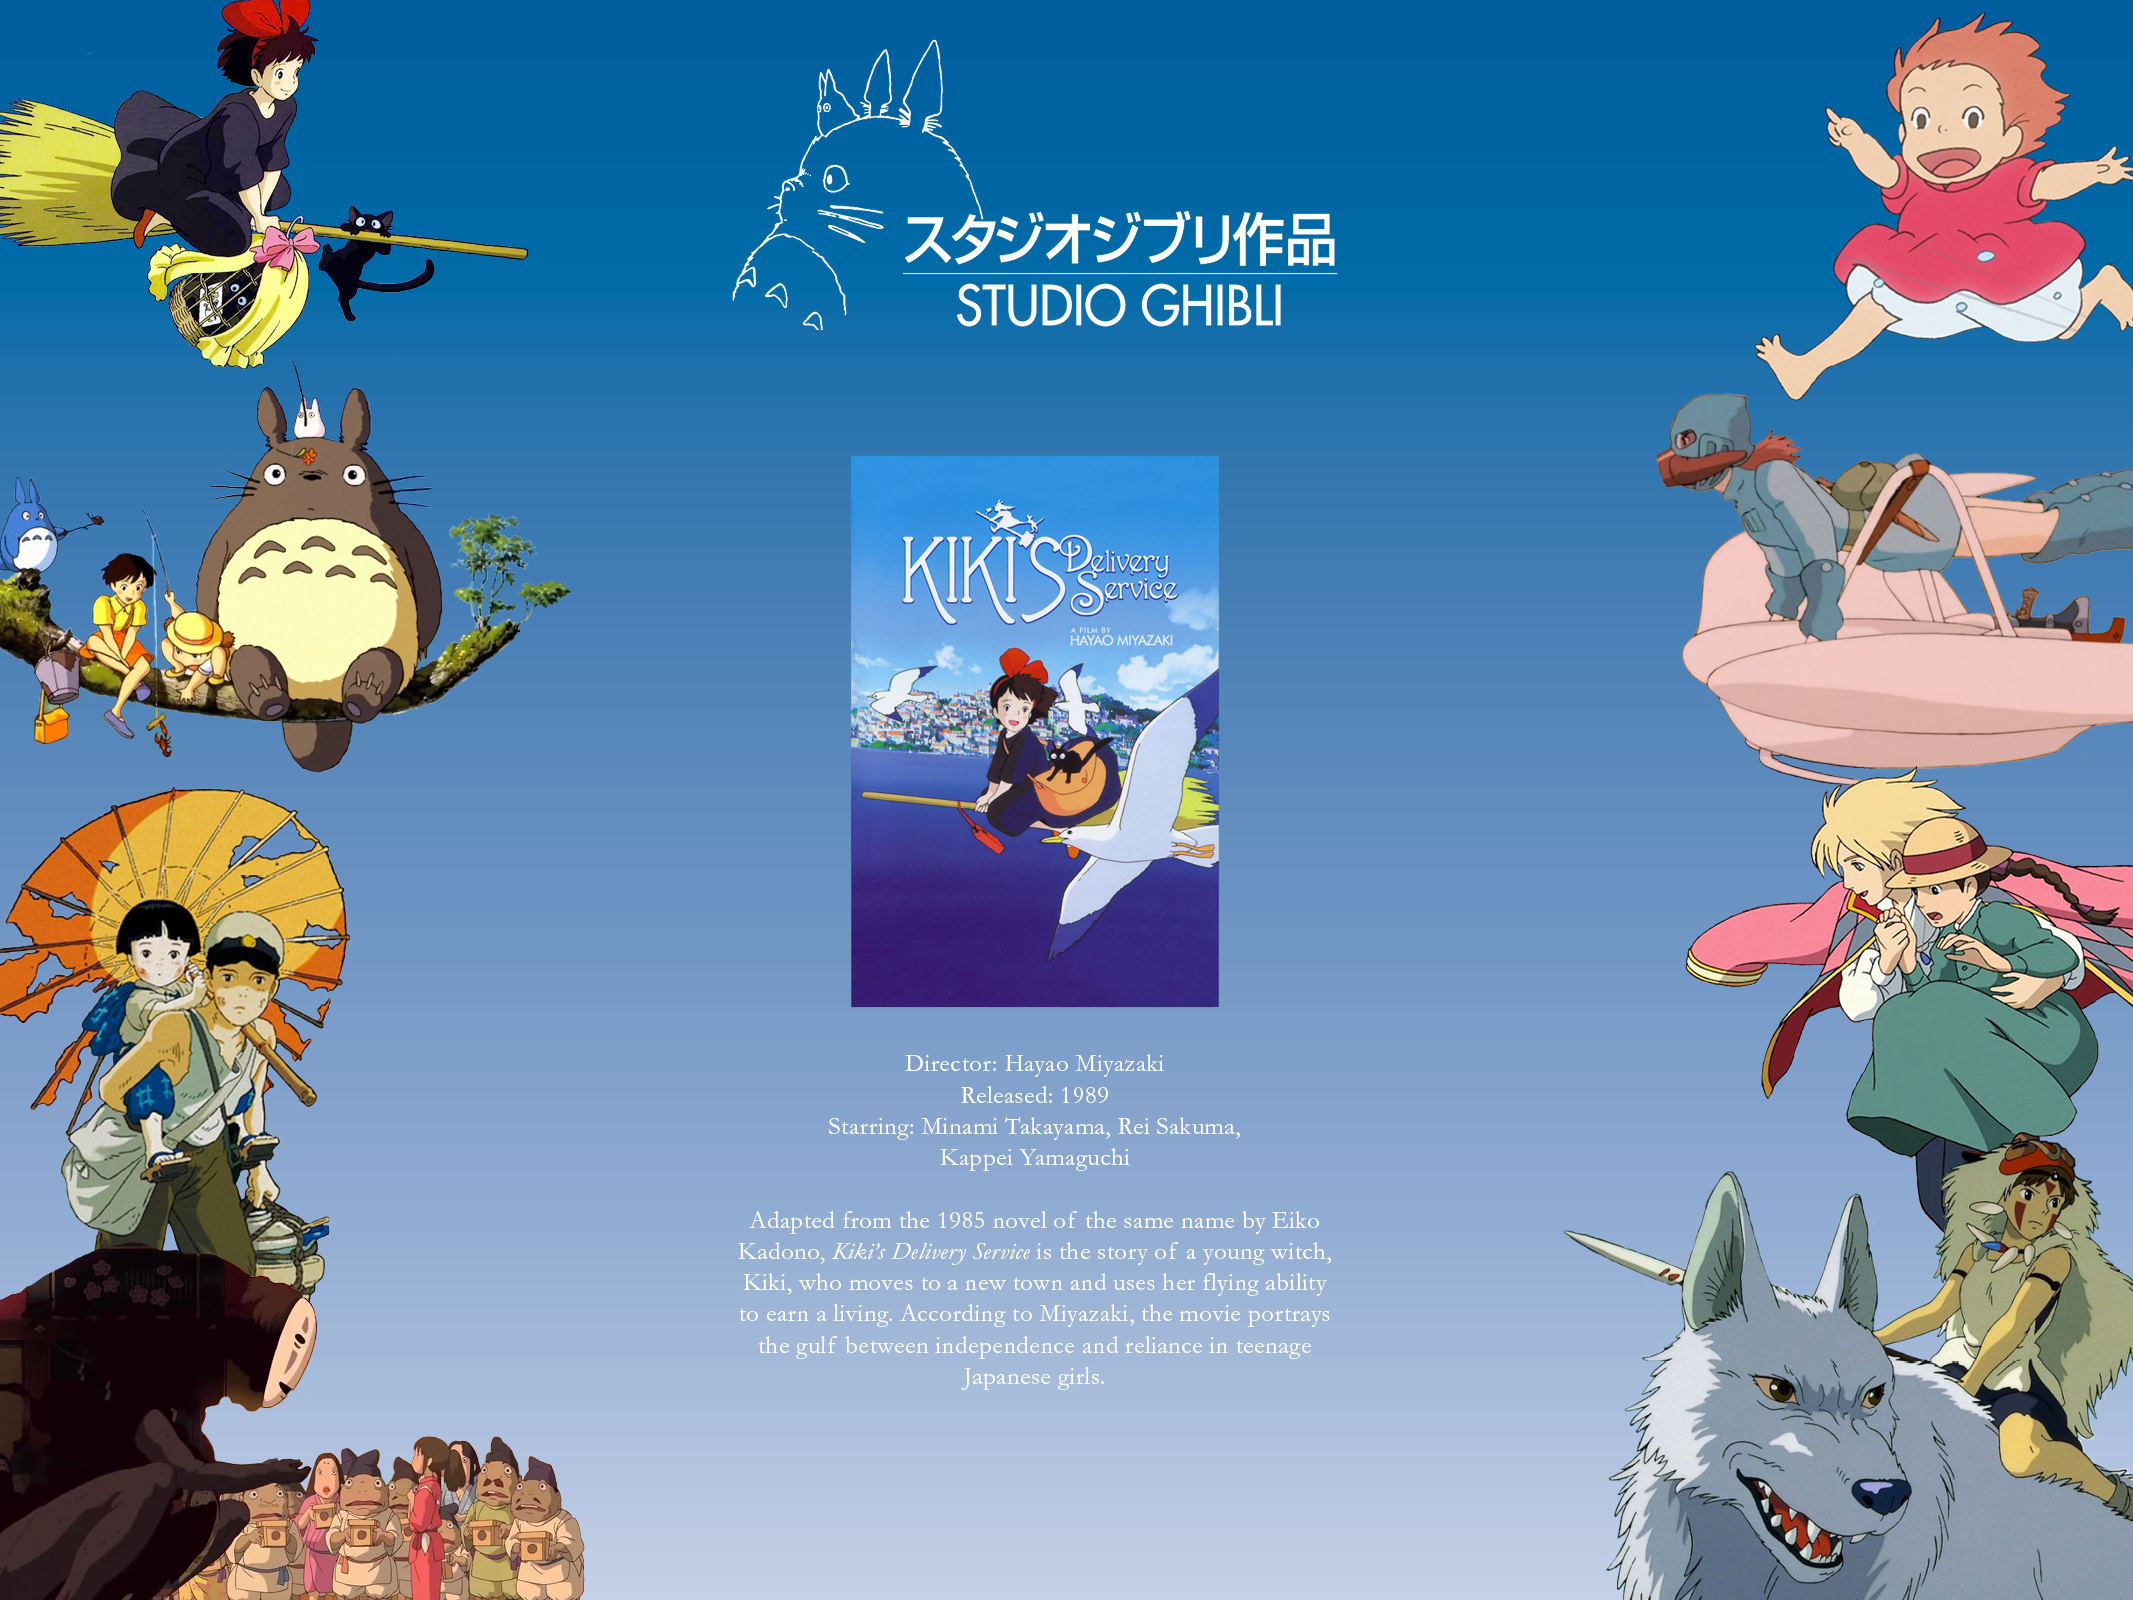 スタジオジブリ作品
STUDIO GHIBLI
KIKI'S Delivery Service
A FILM BY
HAYAO MIYAZAKI
Director: Hayao Miyazaki
Released: 1989
Starring: Minami Takayama, Rei Sakuma,
Kappei Yamaguchi
Adapted from the 1985 novel of the same name by Eiko
Kadono, Kiki's Delivery Service is the story of a young witch,
Kiki, who moves to a new town and uses her flying ability
to earn a living. According to Miyazaki, the movie portrays
the gulf between independence and reliance in teenage
Japanese girls.